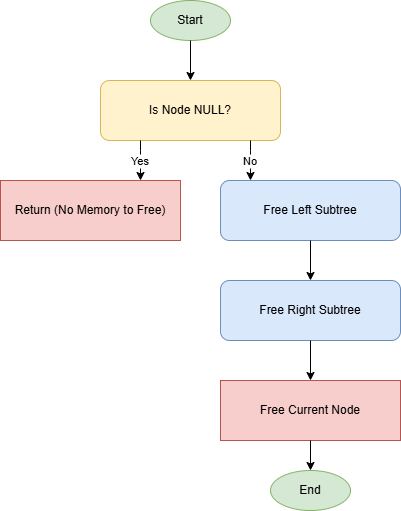 Start
Is Node NULL?
Yes
No
Return (No Memory to Free)
Free Left Subtree
Free Right Subtree
Free Current Node
End